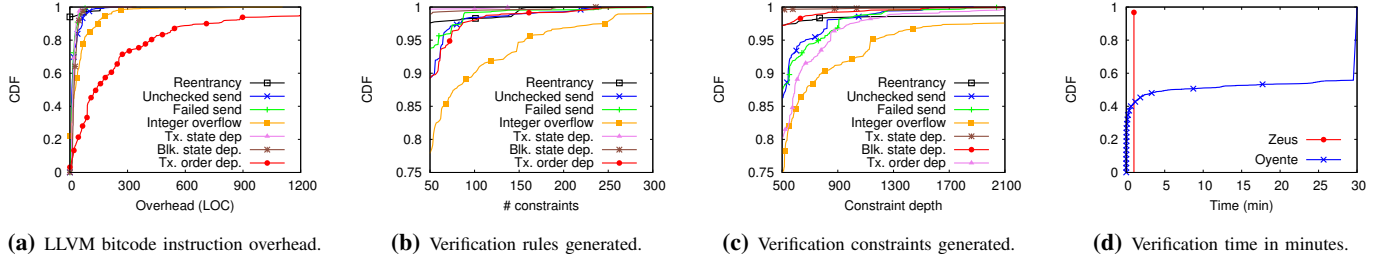 1
0.8
0.6
0.4
0.2
0
CDF
0 300 600 900 1200
Overhead (LOC)
Reentrancy
Unchecked send
Failed send
Integer overflow
Tx. state dep.
Blk. state dep.
Tx. order dep.
(a) LLVM bitcode instruction overhead.
1
0.95
0.9
0.85
0.8
0.75
CDF
50 100 150 200 250 300
# constraints
Reentrancy
Unchecked send
Failed send
Integer overflow
Tx. state dep.
Blk. state dep.
Tx. order dep.
(b) Verification rules generated.
1
0.95
0.9
0.85
0.8
0.75
CDF
500 900 1300 1700 2100
Constraint depth
Reentrancy
Unchecked send
Failed send
Integer overflow
Tx. state dep.
Blk. state dep.
Tx. order dep.
(c) Verification constraints generated.
1
0.8
0.6
0.4
0.2
0
CDF
0 5 10 15 20 25 30
Time (min)
Zeus
Oyente
(d) Verification time in minutes.